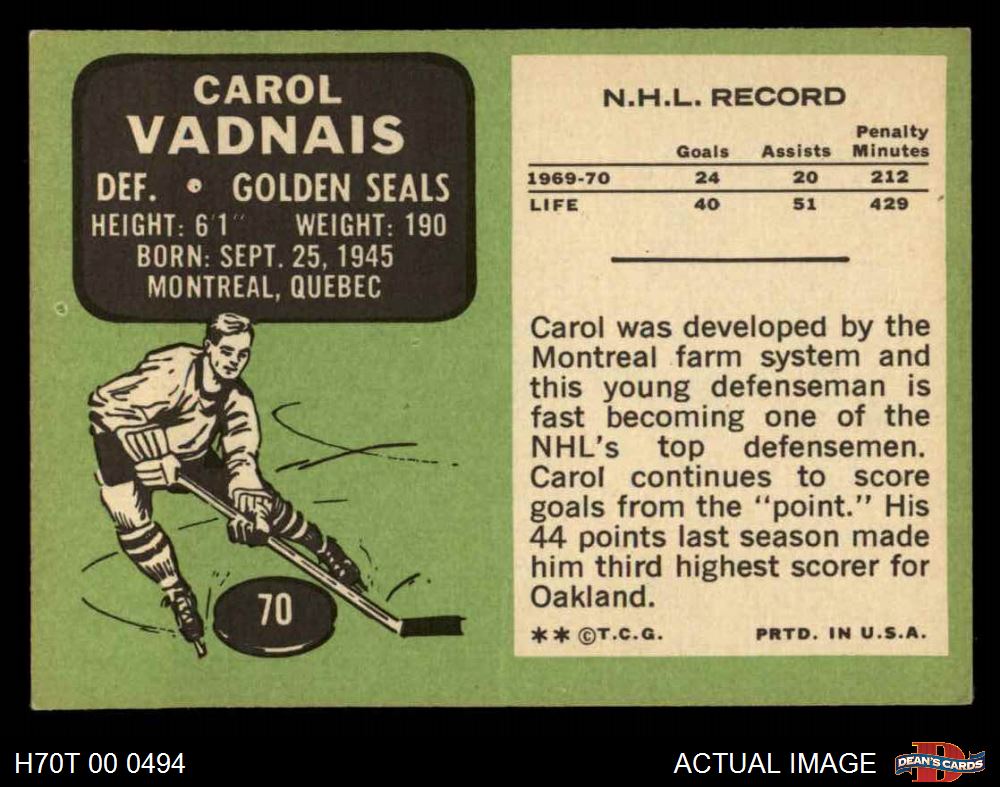 CAROL
VADNAIS
DEF. • GOLDEN SEALS
HEIGHT: 6'1" WEIGHT: 190
BORN: SEPT. 25, 1945
MONTREAL, QUEBEC
70
N.H.L. RECORD
Goals Assists Penalty Minutes
1969-70 24 20 212
LIFE 40 51 429
Carol was developed by the
Montreal farm system and
this young defenseman is
fast becoming one of the
NHL's top defensemen.
Carol continues to score
goals from the "point." His
44 points last season made
him third highest scorer for
Oakland.
** ©T.C.G. PRTD. IN U.S.A.
H70T 00 0494
ACTUAL IMAGE
DEAN'S CARDS